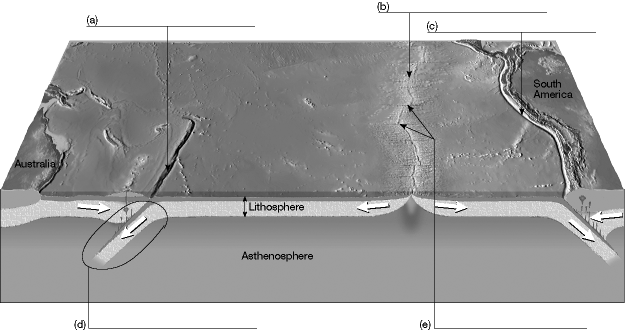 (a)
(b)
(c)
South
America
Australia
Lithosphere
Asthenosphere
(d)
(e)